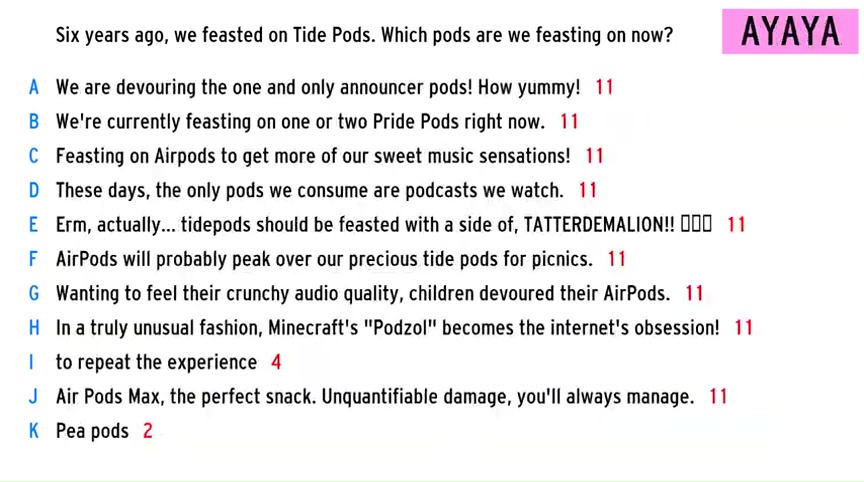 Six years ago, we feasted on Tide Pods. Which pods are we feasting on now?
AYAYA
A We are devouring the one and only announcer pods! How yummy! 11
B We're currently feasting on one or two Pride Pods right now. 11
C Feasting on Airpods to get more of our sweet music sensations! 11
D These days, the only pods we consume are podcasts we watch. 11
E Erm, actually... tidepods should be feasted with a side of, TATTERDEMALION!! ▯▯▯ 11
F AirPods will probably peak over our precious tide pods for picnics. 11
G Wanting to feel their crunchy audio quality, children devoured their AirPods. 11
H In a truly unusual fashion, Minecraft's "Podzol" becomes the internet's obsession! 11
I to repeat the experience 4
J Air Pods Max, the perfect snack. Unquantifiable damage, you'll always manage. 11
K Pea pods 2